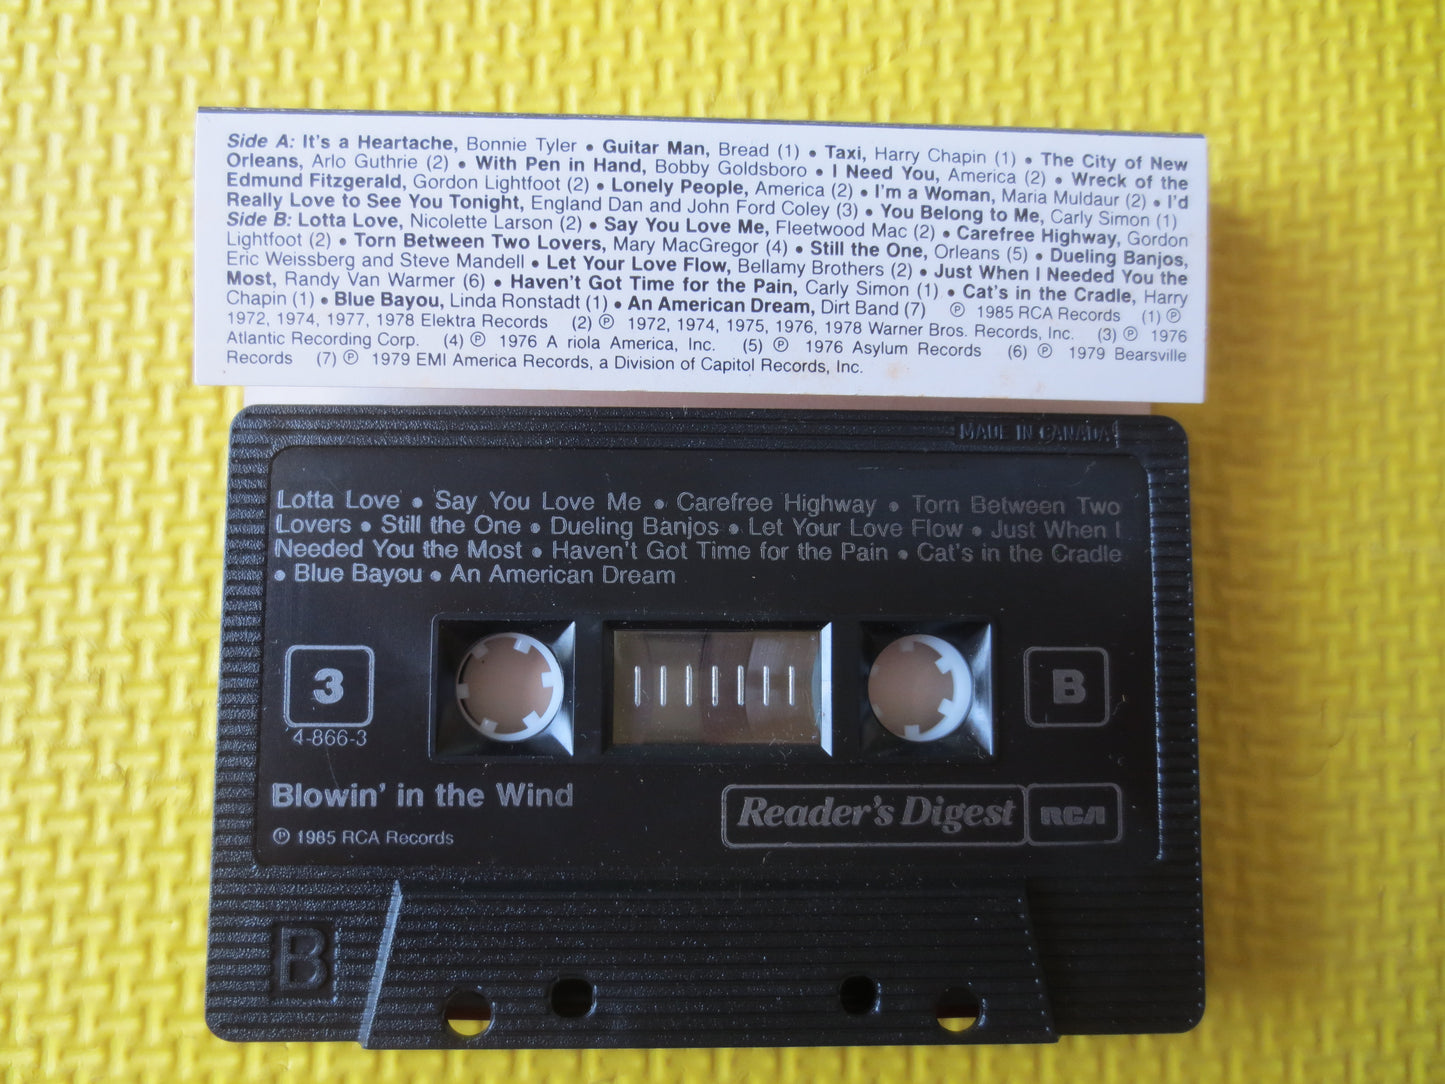 Side A: It's a Heartache, Bonnie Tyler • Guitar Man, Bread (1) • Taxi, Harry Chapin (1) • The City of New
Orleans, Arlo Guthrie (2) • With Pen in Hand, Bobby Goldsboro • I Need You, America (2) • Wreck of the
Edmund Fitzgerald, Gordon Lightfoot (2) • Lonely People, America (2) • I'm a Woman, Maria Muldaur (2) • I'd
Really Love to See You Tonight, England Dan and John Ford Coley (3) • You Belong to Me, Carly Simon (1)
Side B: Lotta Love, Nicolette Larson (2) • Say You Love Me, Fleetwood Mac (2) • Carefree Highway, Gordon
Lightfoot (2) • Torn Between Two Lovers, Mary MacGregor (4) • Still the One, Orleans (5) • Dueling Banjos,
Eric Weissberg and Steve Mandell • Let Your Love Flow, Bellamy Brothers (2) • Just When I Needed You the
Most, Randy Van Warmer (6) • Haven't Got Time for the Pain, Carly Simon (1) • Cat's in the Cradle, Harry
Chapin (1) • Blue Bayou, Linda Ronstadt (1) • An American Dream, Dirt Band (7) ℗ 1985 RCA Records (1) ℗
1972, 1974, 1977, 1978 Elektra Records (2) ℗ 1972, 1974, 1975, 1976, 1978 Warner Bros. Records, Inc. (3) ℗ 1976
Atlantic Recording Corp. (4) ℗ 1976 A riola America, Inc. (5) ℗ 1976 Asylum Records (6) ℗ 1979 Bearsville
Records (7) ℗ 1979 EMI America Records, a Division of Capitol Records, Inc.
MADE IN CANADA
Lotta Love • Say You Love Me • Carefree Highway • Torn Between Two
Lovers • Still the One • Dueling Banjos • Let Your Love Flow • Just When I
Needed You the Most • Haven't Got Time for the Pain • Cat's in the Cradle
• Blue Bayou • An American Dream
3
B
4-866-3
Blowin' in the Wind
Reader's Digest RCA
℗ 1985 RCA Records
B